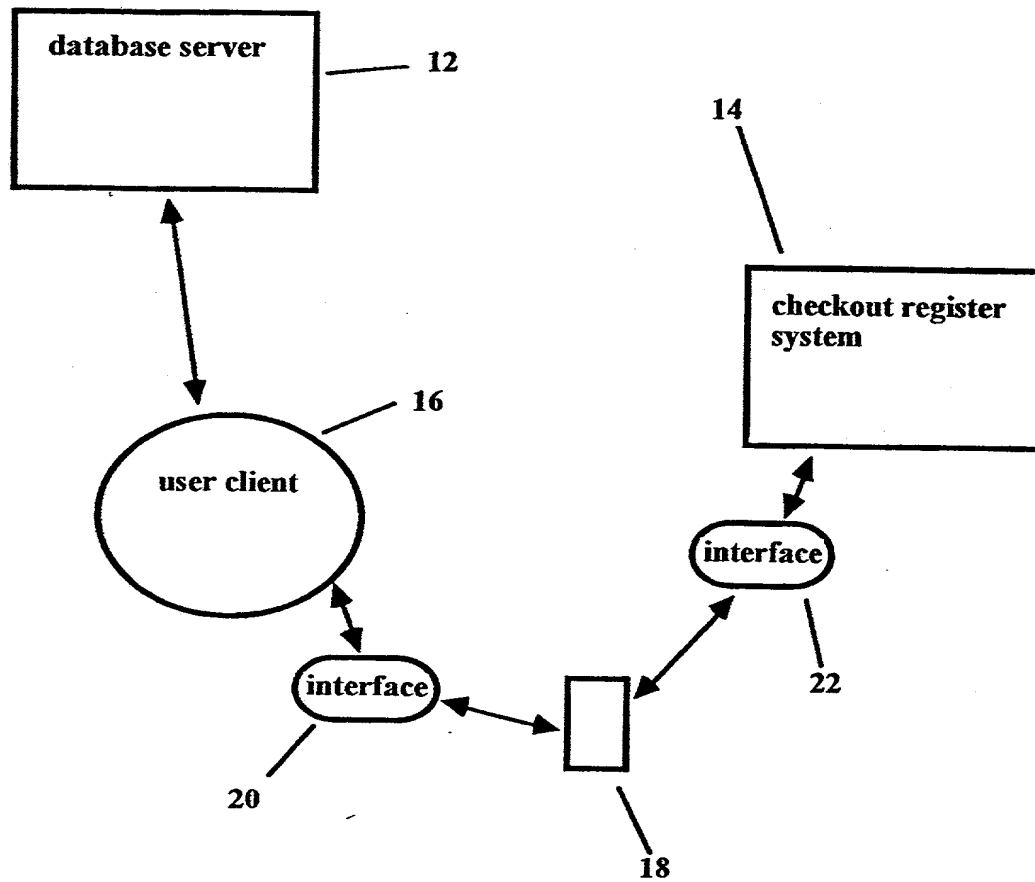 database server
12
14
checkout register
system
16
user client
interface
interface
22
20
18